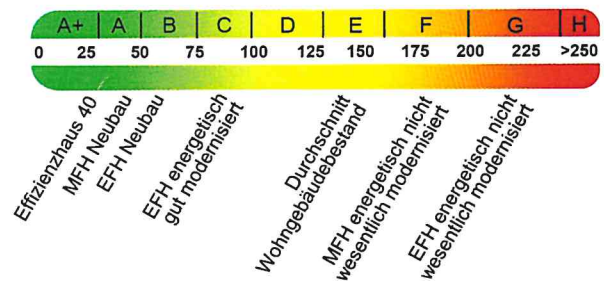 A+ A B C D E F G H
0 25 50 75 100 125 150 175 200 225 >250
Effizienzhaus 40
MFH Neubau
EFH Neubau
EFH energetisch
gut modernisiert
Durchschnitt
Wohngebäudebestand
MFH energetisch nicht
wesentlich modernisiert
EFH energetisch nicht
wesentlich modernisiert